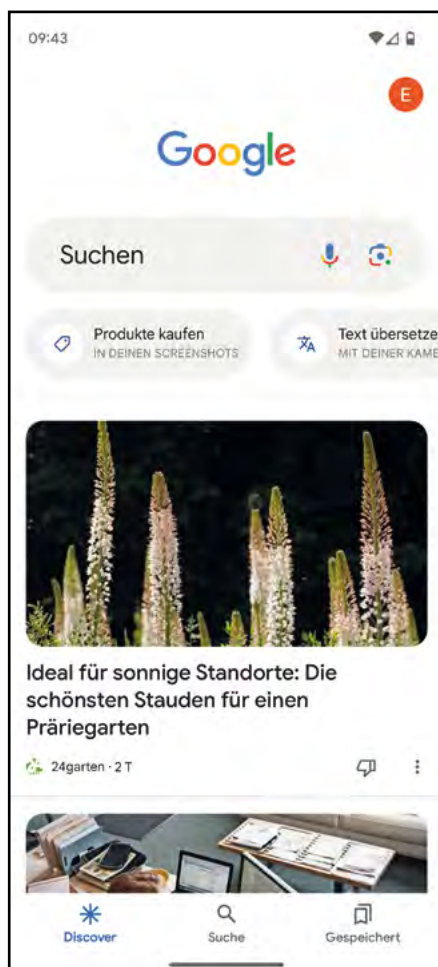 09:43
E
Google
Suchen
Produkte kaufen
IN DEINEN SCREENSHOTS
Text übersetze
MIT DEINER KAME
Ideal für sonnige Standorte: Die
schönsten Stauden für einen
Präriegarten
24garten · 2 T
Discover
Suche
Gespeichert